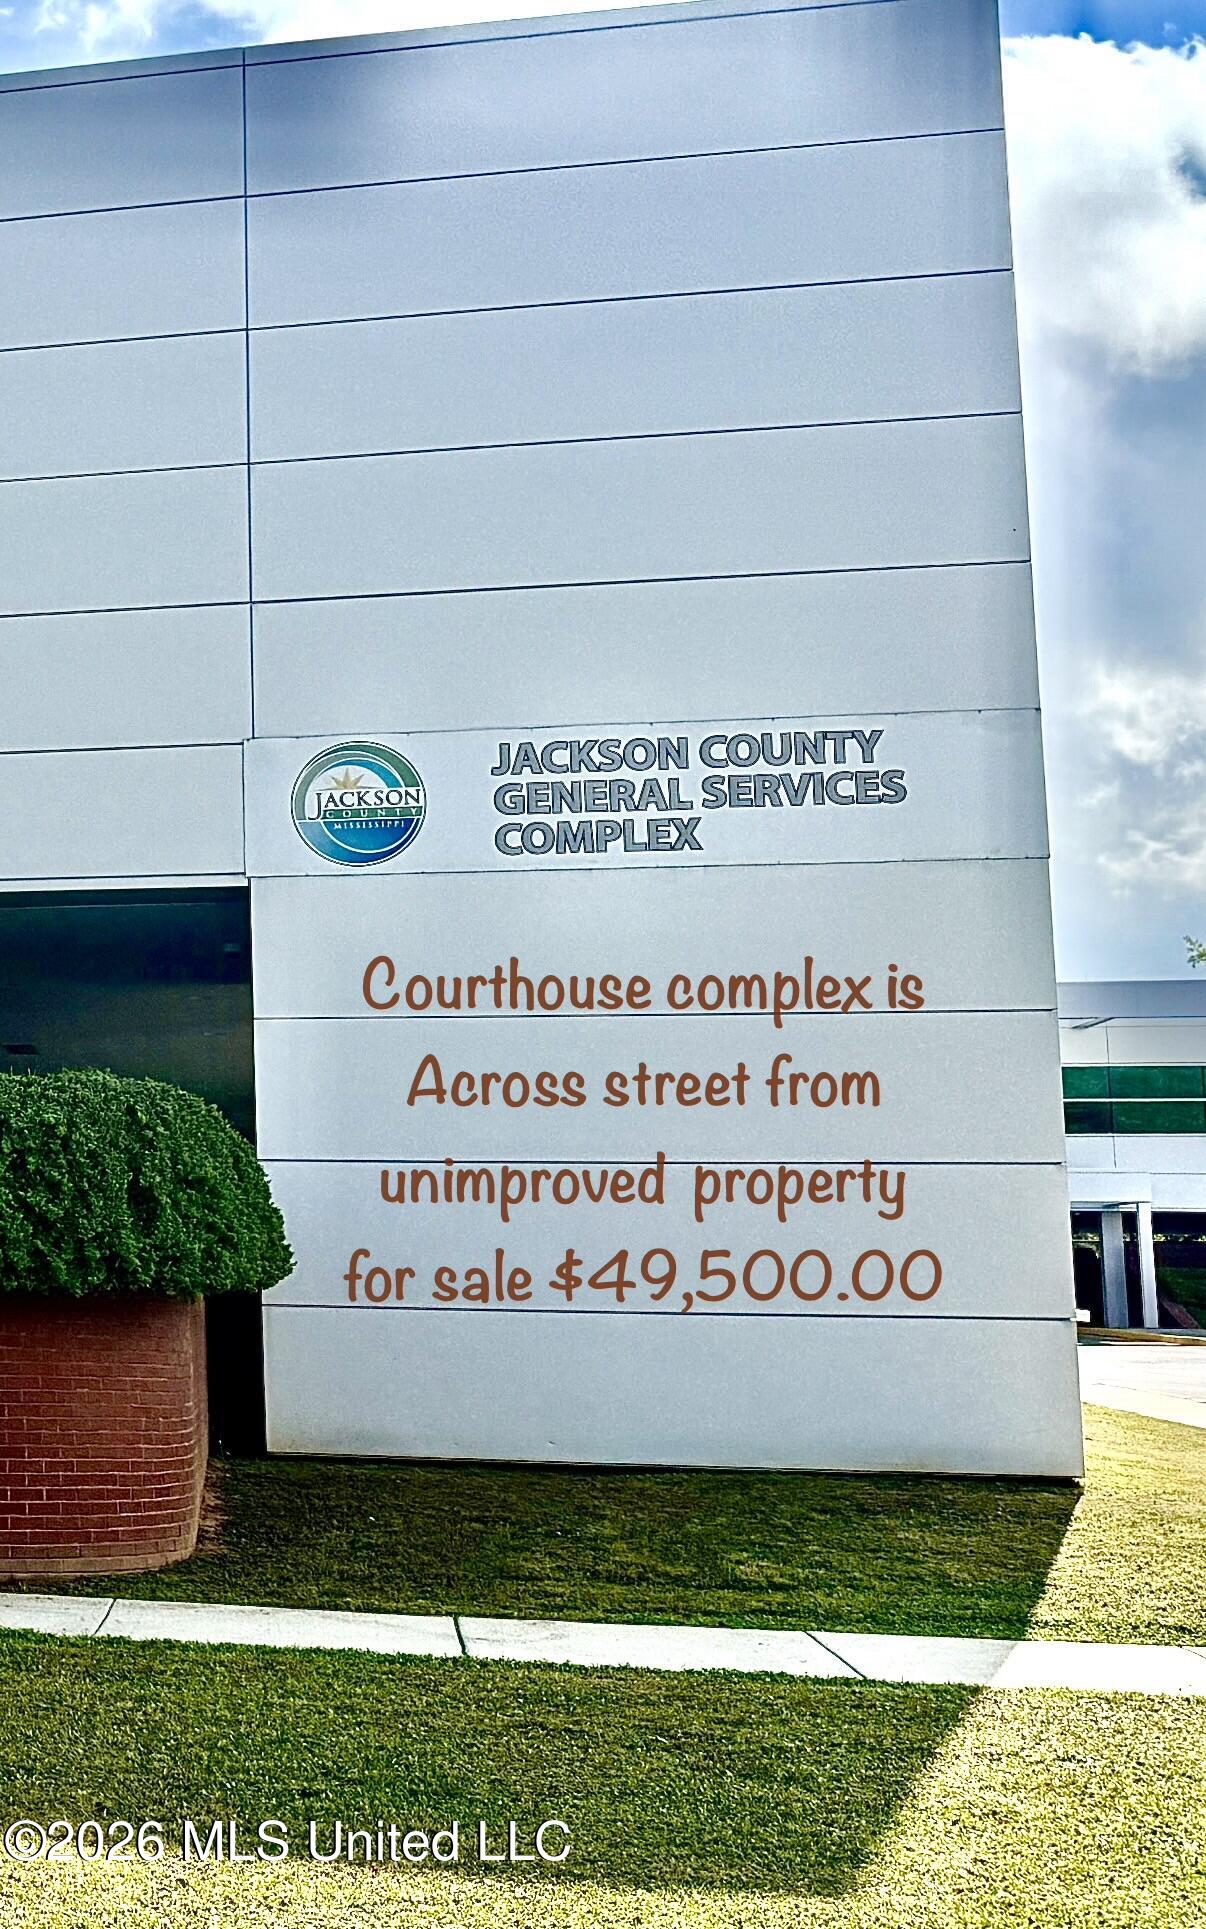 JACKSON
COUNTY
MISSISSIPPI
JACKSON COUNTY
GENERAL SERVICES
COMPLEX
Courthouse complex is
Across street from
unimproved property
for sale $49,500.00
©2026 MLS United LLC